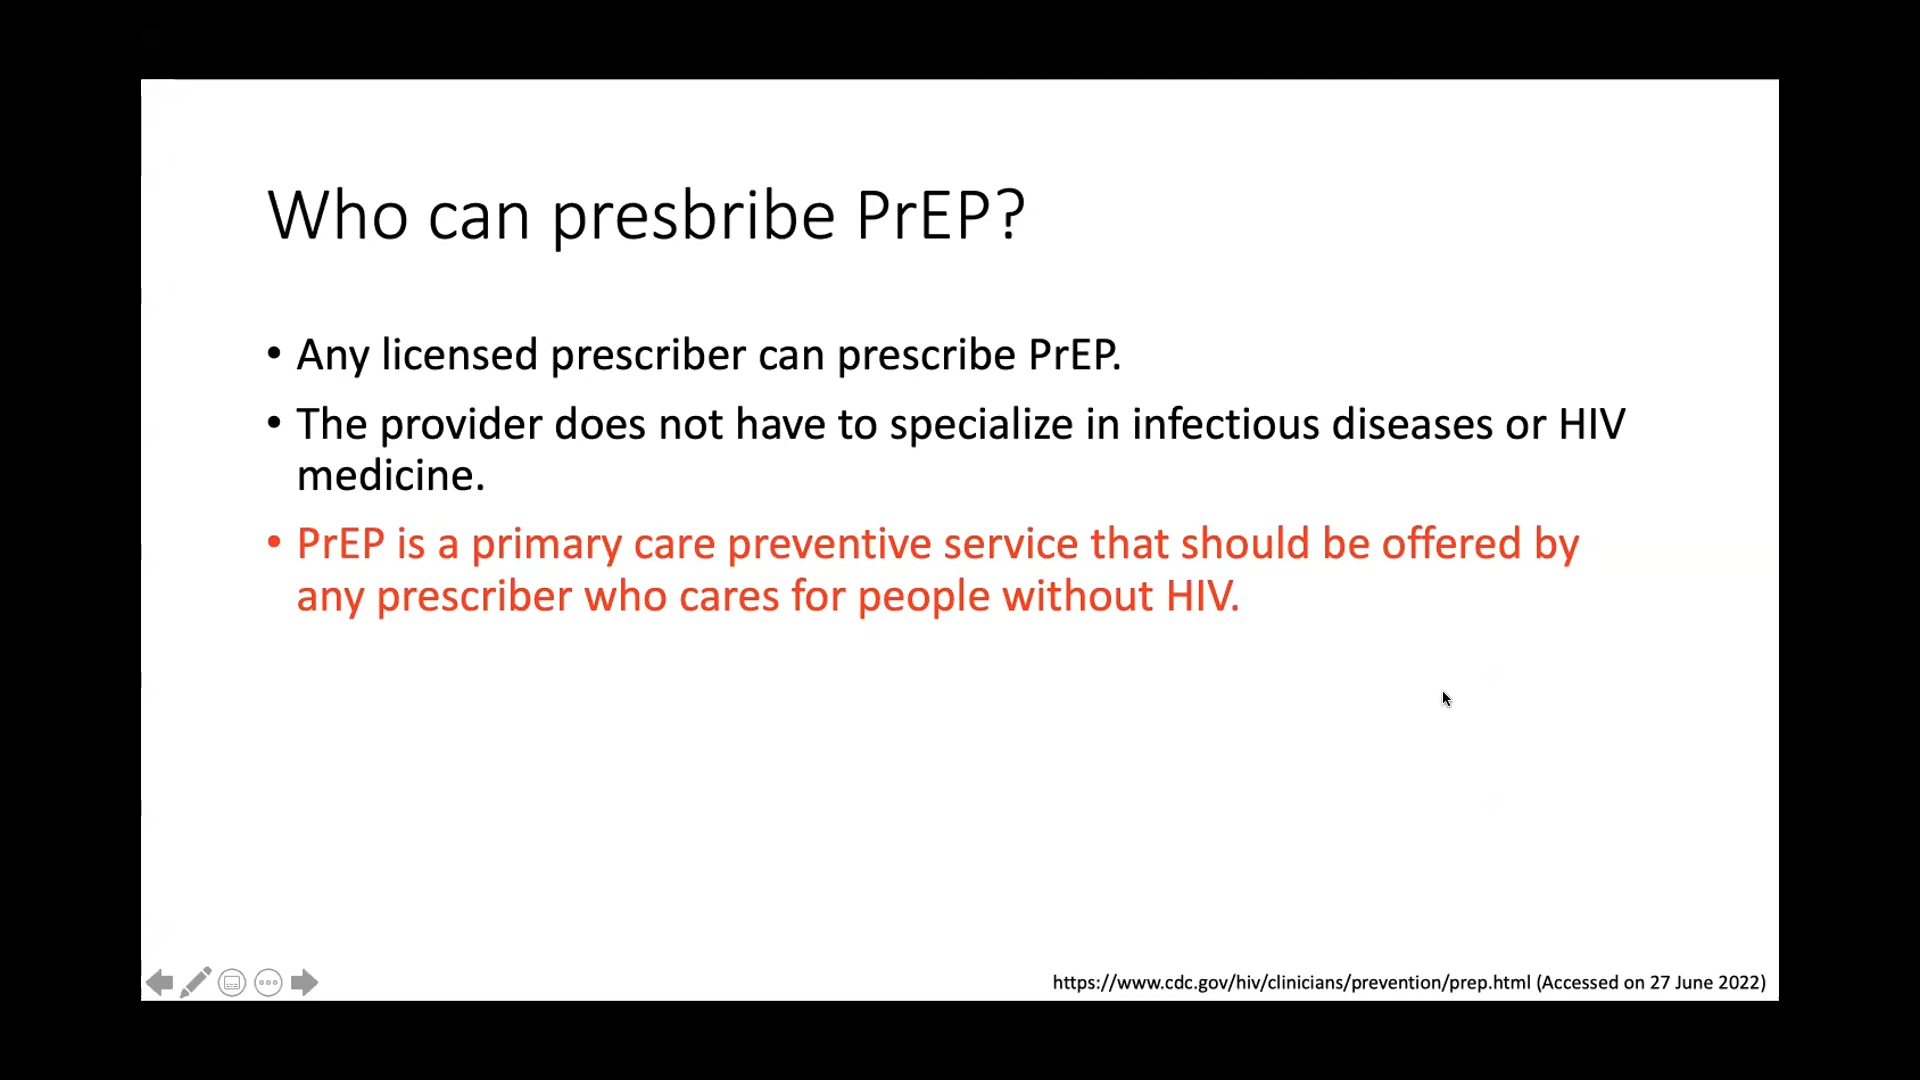 Who can presbribe PrEP?
• Any licensed prescriber can prescribe PrEP.
• The provider does not have to specialize in infectious diseases or HIV
medicine.
• PrEP is a primary care preventive service that should be offered by
any prescriber who cares for people without HIV.
https://www.cdc.gov/hiv/clinicians/prevention/prep.html (Accessed on 27 June 2022)